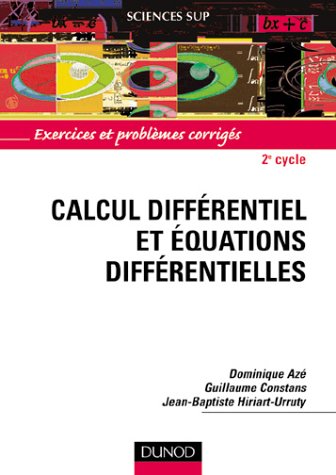 SCIENCES SUP
bx + c
Exercices et problèmes corrigés
2e cycle
CALCUL DIFFÉRENTIEL
ET ÉQUATIONS
DIFFÉRENTIELLES
Dominique Azé
Guillaume Constans
Jean-Baptiste Hiriart-Urruty
DUNOD